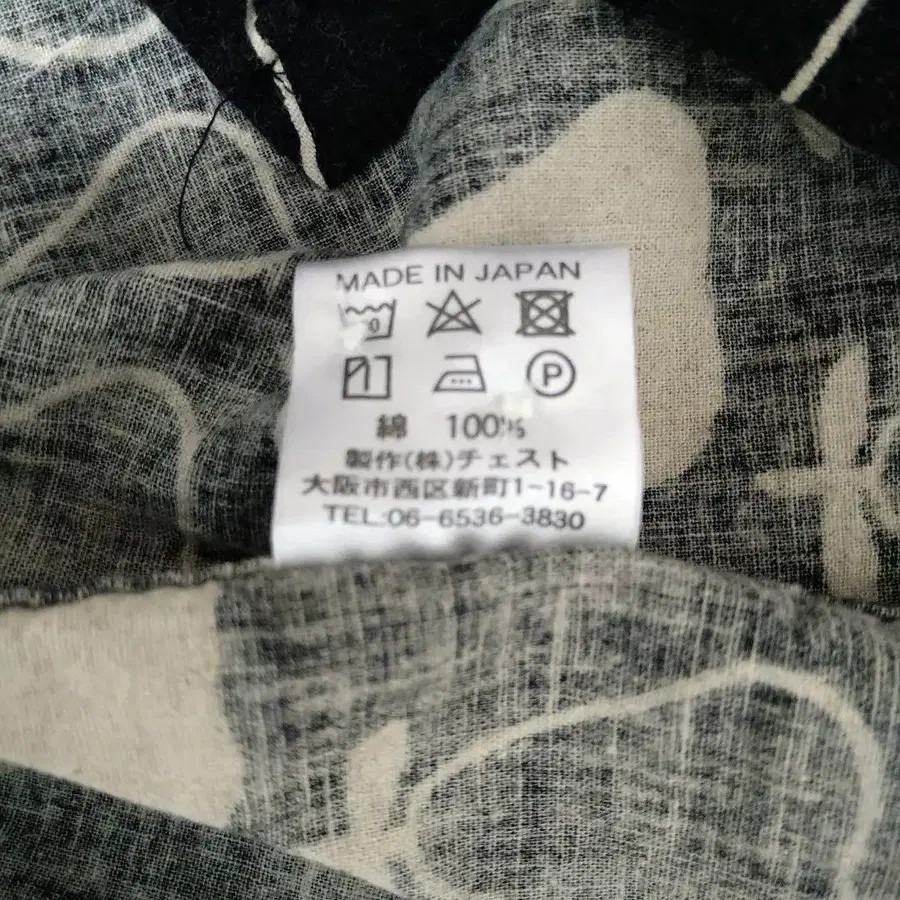 MADE IN JAPAN
P
綿 100%
製作(株)チェスト
大阪市西区新町1-16-7
TEL:06-6536-3830